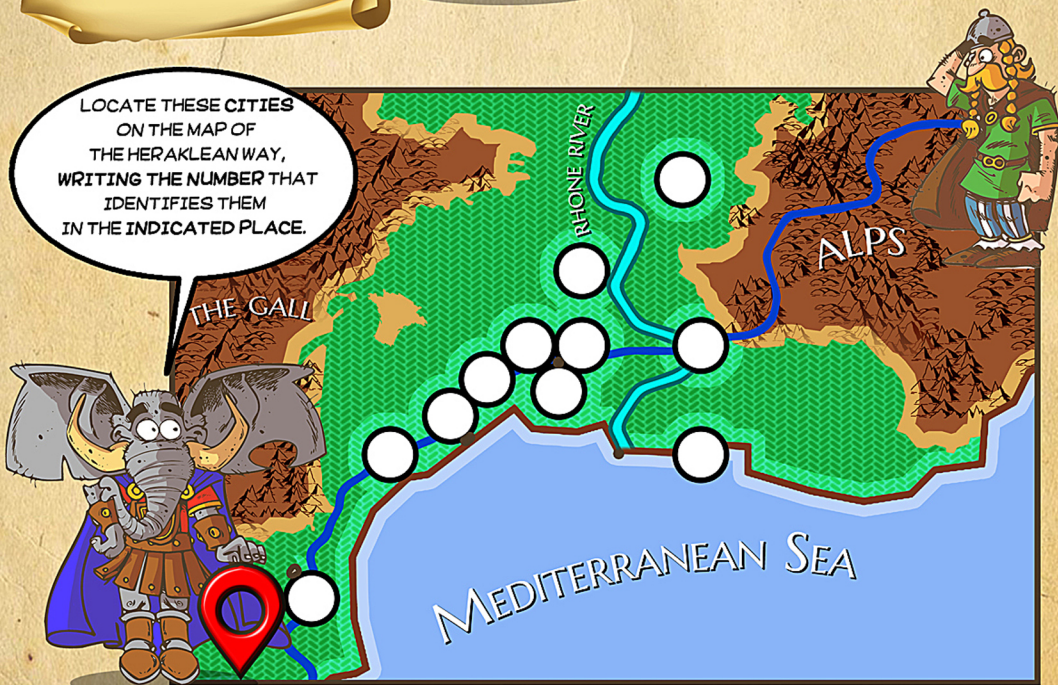 LOCATE THESE CITIES
ON THE MAP OF
THE HERAKLEAN WAY,
WRITING THE NUMBER THAT
IDENTIFIES THEM
IN THE INDICATED PLACE.
RHONE RIVER
ALPS
THE GALL
MEDITERRANEAN SEA